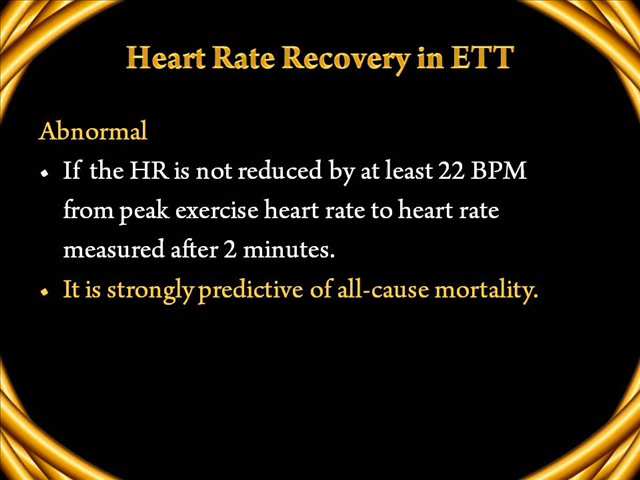 Heart Rate Recovery in ETT
Abnormal
• If the HR is not reduced by at least 22 BPM
from peak exercise heart rate to heart rate
measured after 2 minutes.
• It is strongly predictive of all-cause mortality.